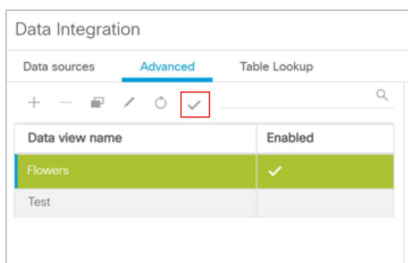 Data Integration
Data sources Advanced Table Lookup
Data view name Enabled
Flowers
Test